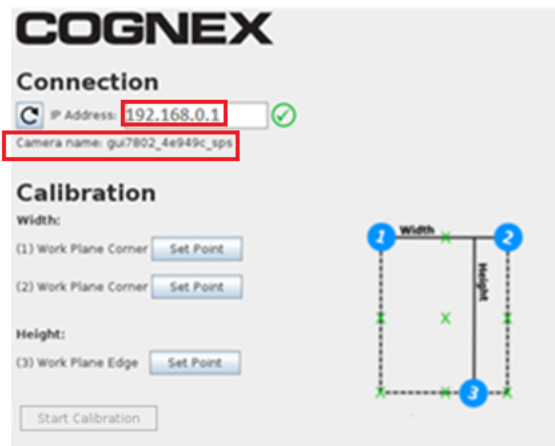 COGNEX
Connection
IP Address: 192.168.0.1
Camera name: gui7802_4e949c_sps
Calibration
Width:
(1) Work Plane Corner Set Point
(2) Work Plane Corner Set Point
Height:
(3) Work Plane Edge Set Point
Start Calibration
1 Width 2
Height
3